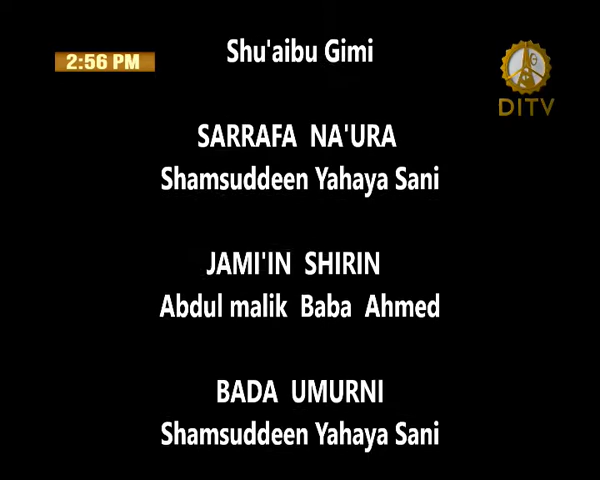 2:56 PM
Shu'aibu Gimi
DITV
SARRAFA NA'URA
Shamsuddeen Yahaya Sani
JAMI'IN SHIRIN
Abdul malik Baba Ahmed
BADA UMURNI
Shamsuddeen Yahaya Sani